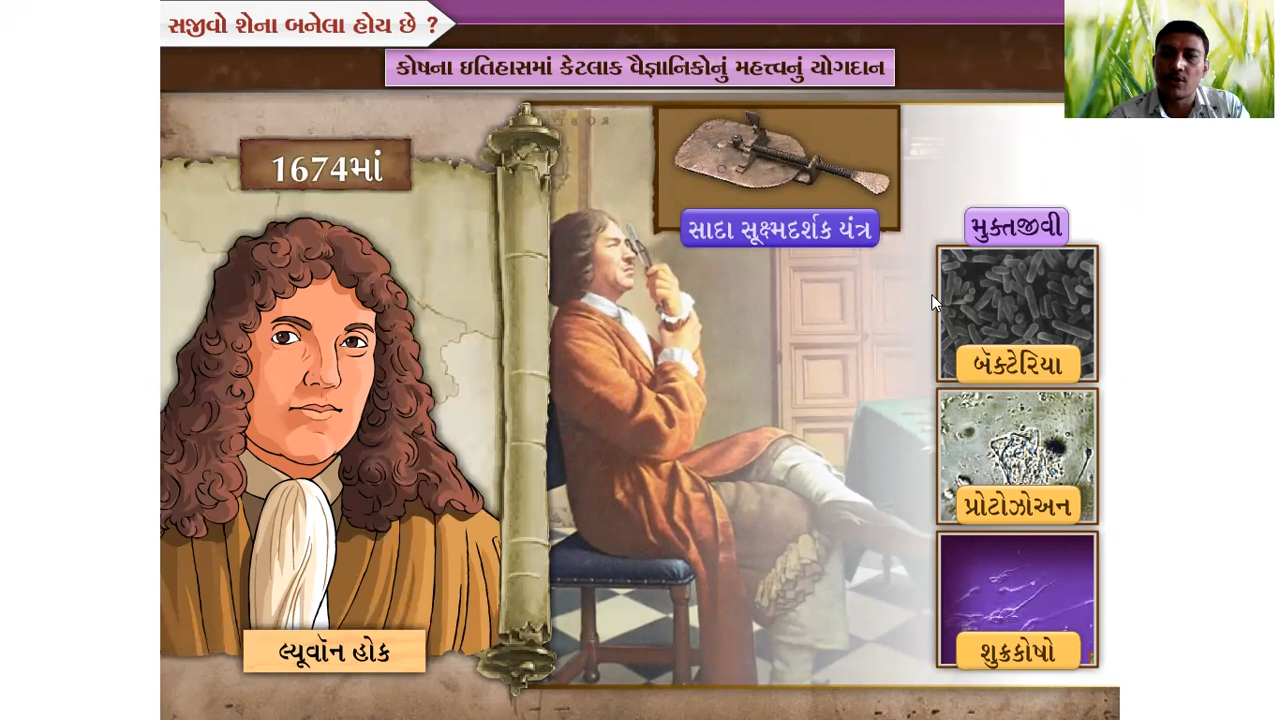 સજીવો શેના બનેલા હોય છે ?
કોષના ઇતિહાસમાં કેટલાક વૈજ્ઞાનિકોનું મહત્ત્વનું યોગદાન
1674માં
સાદા સૂક્ષ્મદર્શક યંત્ર
મુક્તજીવી
બૅક્ટેરિયા
પ્રોટોઝોઅન
શુક્રકોષો
લ્યૂવૉન હોક